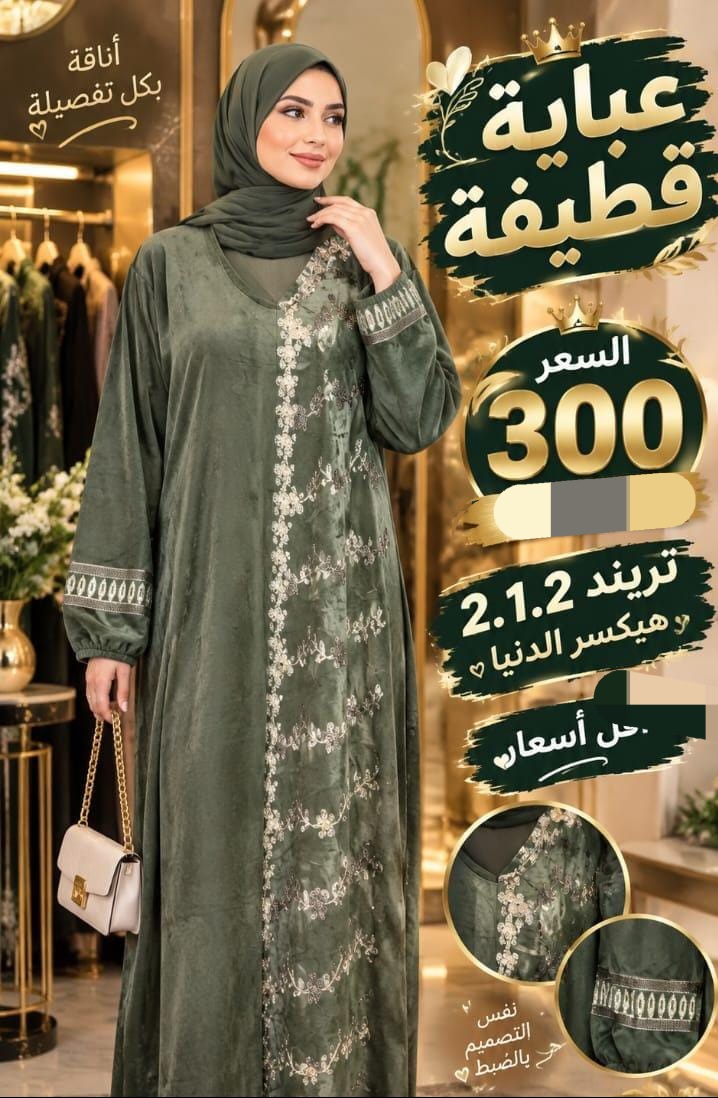 أناقة
بكل تفصيلة
عباية
قطيفة
السعر
300
تريند 2.1.2
هيكسر الدنيا
أسعار
نفس
التصميم
بالضبط